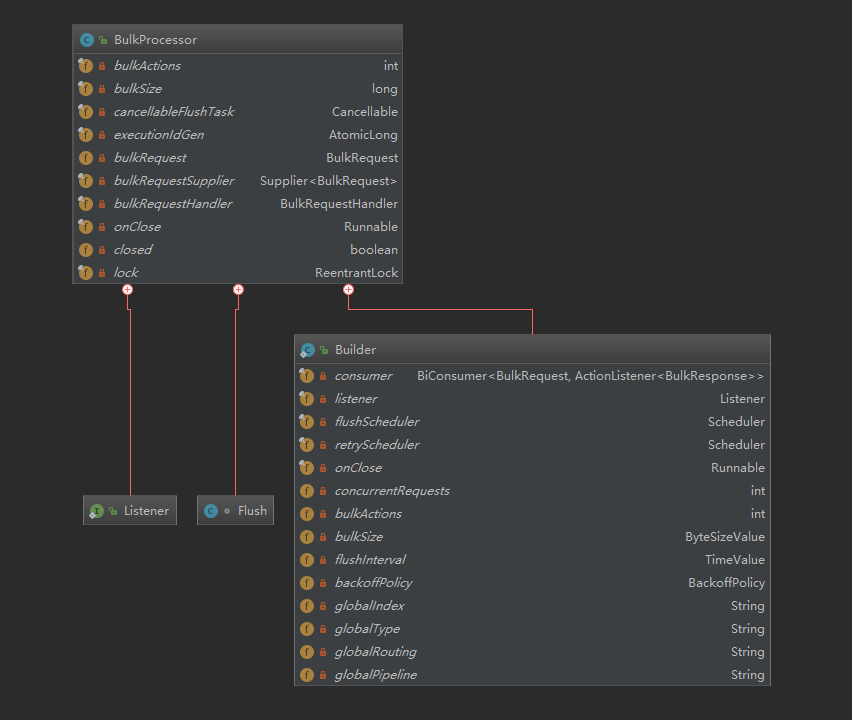 BulkProcessor
bulkActions int
bulkSize long
cancellableFlushTask Cancellable
executionIdGen AtomicLong
bulkRequest BulkRequest
bulkRequestSupplier Supplier<BulkRequest>
bulkRequestHandler BulkRequestHandler
onClose Runnable
closed boolean
lock ReentrantLock
Builder
consumer BiConsumer<BulkRequest, ActionListener<BulkResponse>>
listener Listener
flushScheduler Scheduler
retryScheduler Scheduler
onClose Runnable
concurrentRequests int
bulkActions int
bulkSize ByteSizeValue
flushInterval TimeValue
backoffPolicy BackoffPolicy
globalIndex String
globalType String
globalRouting String
globalPipeline String
Listener
Flush